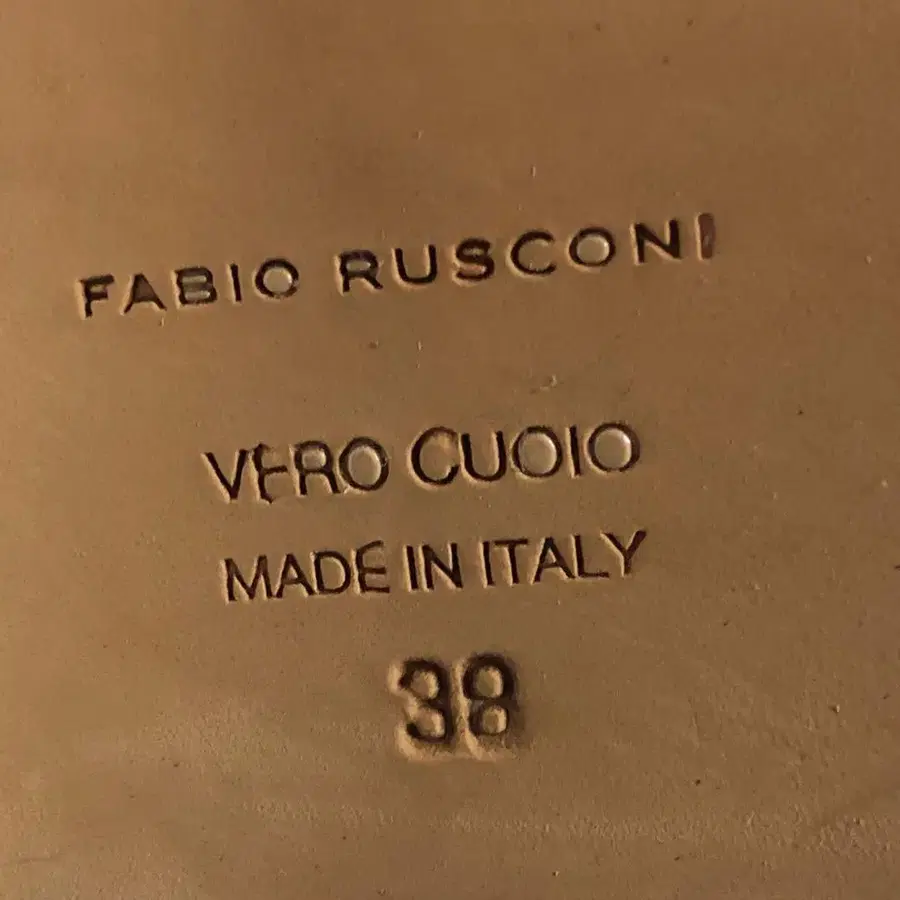 FABIO RUSCONI
VERO CUOIO
MADE IN ITALY
38